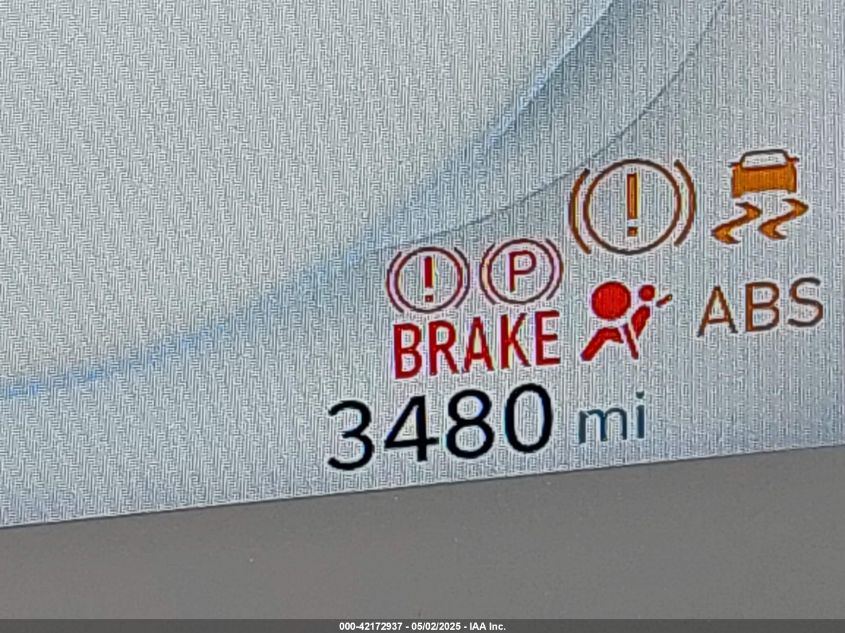 P
BRAKE
ABS
3480 mi
000-42172937 - 05/02/2025 - IAA Inc.